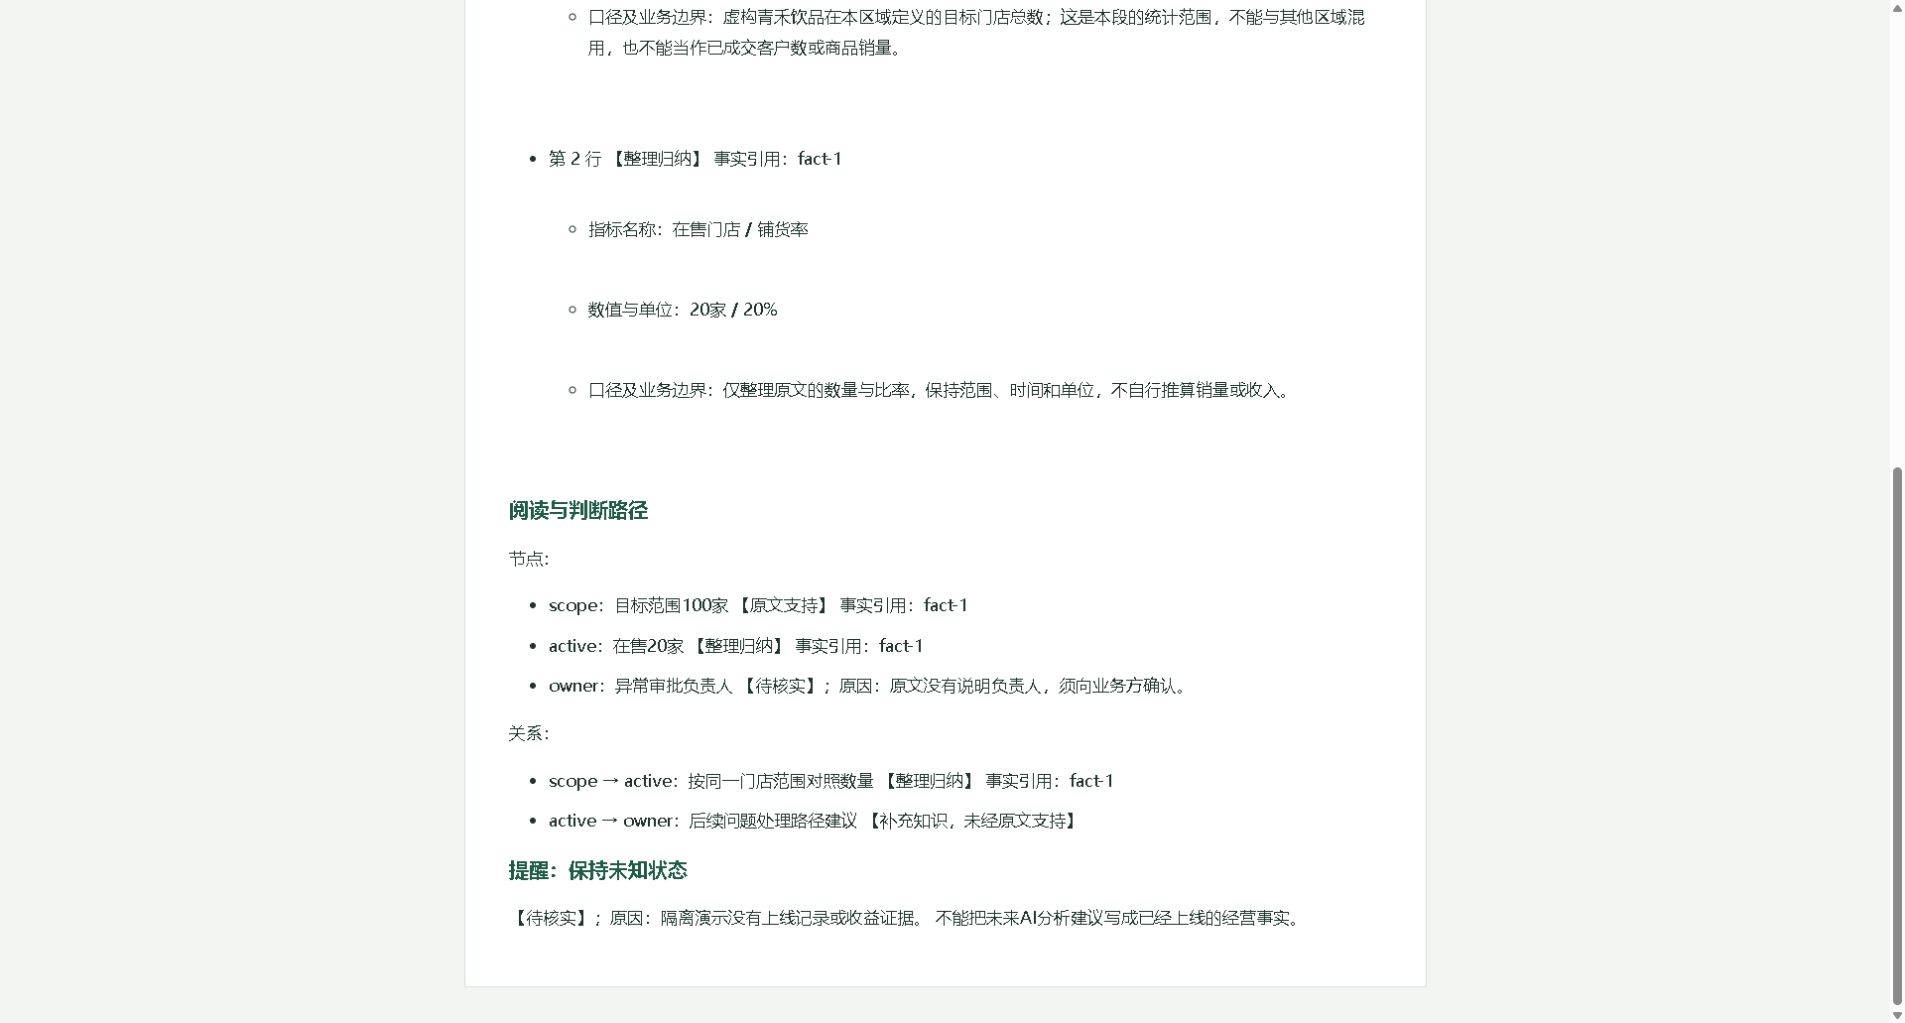 口径及业务边界：虚构青禾饮品在本区域定义的目标门店总数；这是本段的统计范围，不能与其他区域混
用，也不能当作已成交客户数或商品销量。
第 2 行 【整理归纳】 事实引用：fact-1
指标名称：在售门店 / 铺货率
数值与单位：20家 / 20%
口径及业务边界：仅整理原文的数量与比率，保持范围、时间和单位，不自行推算销量或收入。
阅读与判断路径
节点：
scope：目标范围100家 【原文支持】 事实引用：fact-1
active：在售20家 【整理归纳】 事实引用：fact-1
owner：异常审批负责人 【待核实】；原因：原文没有说明负责人，须向业务方确认。
关系：
scope → active：按同一门店范围对照数量 【整理归纳】 事实引用：fact-1
active → owner：后续问题处理路径建议 【补充知识，未经原文支持】
提醒：保持未知状态
【待核实】；原因：隔离演示没有上线记录或收益证据。 不能把未来AI分析建议写成已经上线的经营事实。